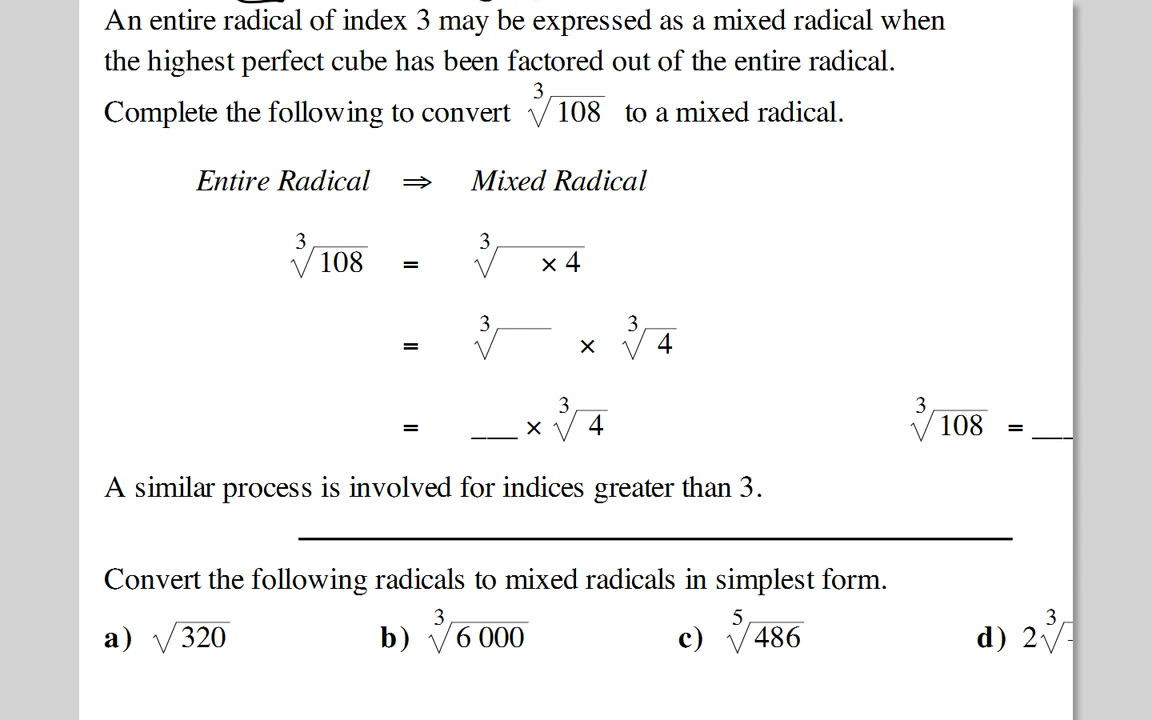 An entire radical of index 3 may be expressed as a mixed radical when
the highest perfect cube has been factored out of the entire radical.
Complete the following to convert ∛108 to a mixed radical.
Entire Radical ⇒ Mixed Radical
∛108 = ∛( × 4)
= ∛ × ∛4
= ___ × ∛4 ∛108 = ___
A similar process is involved for indices greater than 3.
Convert the following radicals to mixed radicals in simplest form.
a) √320 b) ∛6 000 c) ⁵√486 d) 2∛